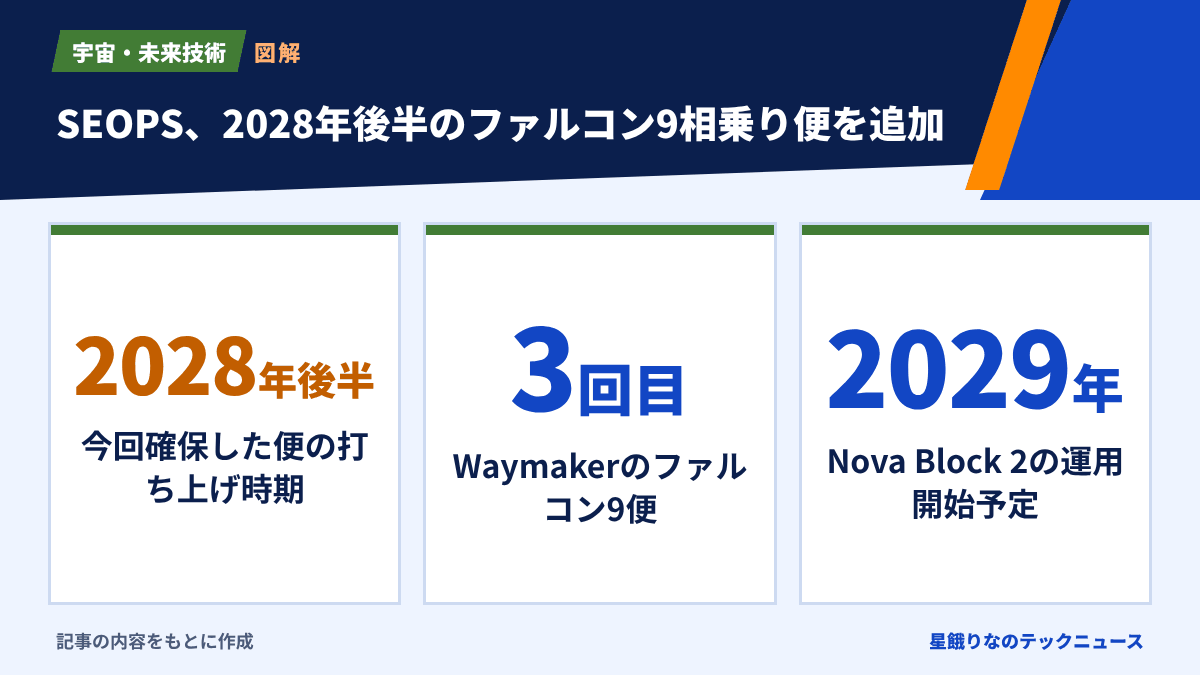 宇宙・未来技術 図解
SEOPS、2028年後半のファルコン9相乗り便を追加
2028年後半
今回確保した便の打
ち上げ時期
3回目
Waymakerのファル
コン9便
2029年
Nova Block 2の運用
開始予定
記事の内容をもとに作成
星餓りなのテックニュース